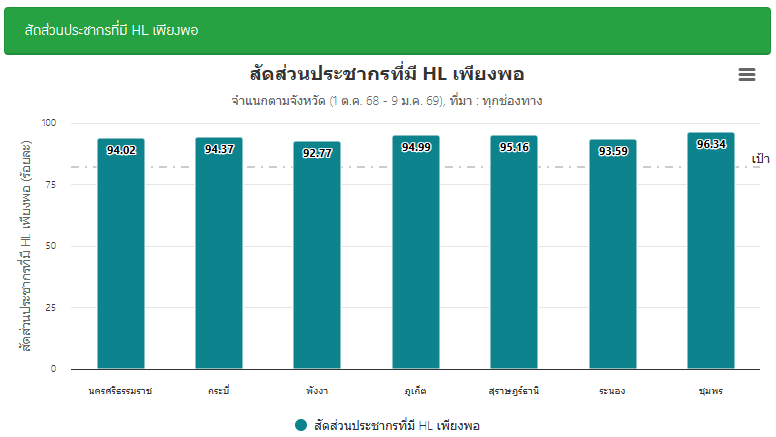 สัดส่วนประชากรที่มี HL เพียงพอ
สัดส่วนประชากรที่มี HL เพียงพอ
จำแนกตามจังหวัด (1 ต.ค. 68 - 9 ม.ค. 69), ที่มา : ทุกช่องทาง
สัดส่วนประชากรที่มี HL เพียงพอ (ร้อยละ)
100
75
50
25
0
เป้า
94.02
94.37
92.77
94.99
95.16
93.59
96.34
นครศรีธรรมราช
กระบี่
พังงา
ภูเก็ต
สุราษฎร์ธานี
ระนอง
ชุมพร
สัดส่วนประชากรที่มี HL เพียงพอ